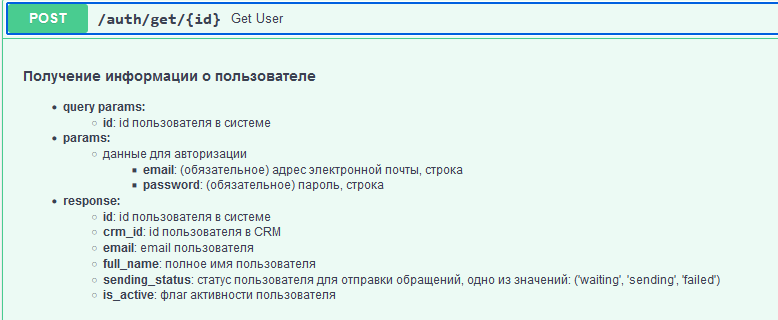 POST /auth/get/{id} Get User
Получение информации о пользователе
query params:
id: id пользователя в системе
params:
данные для авторизации
email: (обязательное) адрес электронной почты, строка
password: (обязательное) пароль, строка
response:
id: id пользователя в системе
crm_id: id пользователя в CRM
email: email пользователя
full_name: полное имя пользователя
sending_status: статус пользователя для отправки обращений, одно из значений: ('waiting', 'sending', 'failed')
is_active: флаг активности пользователя